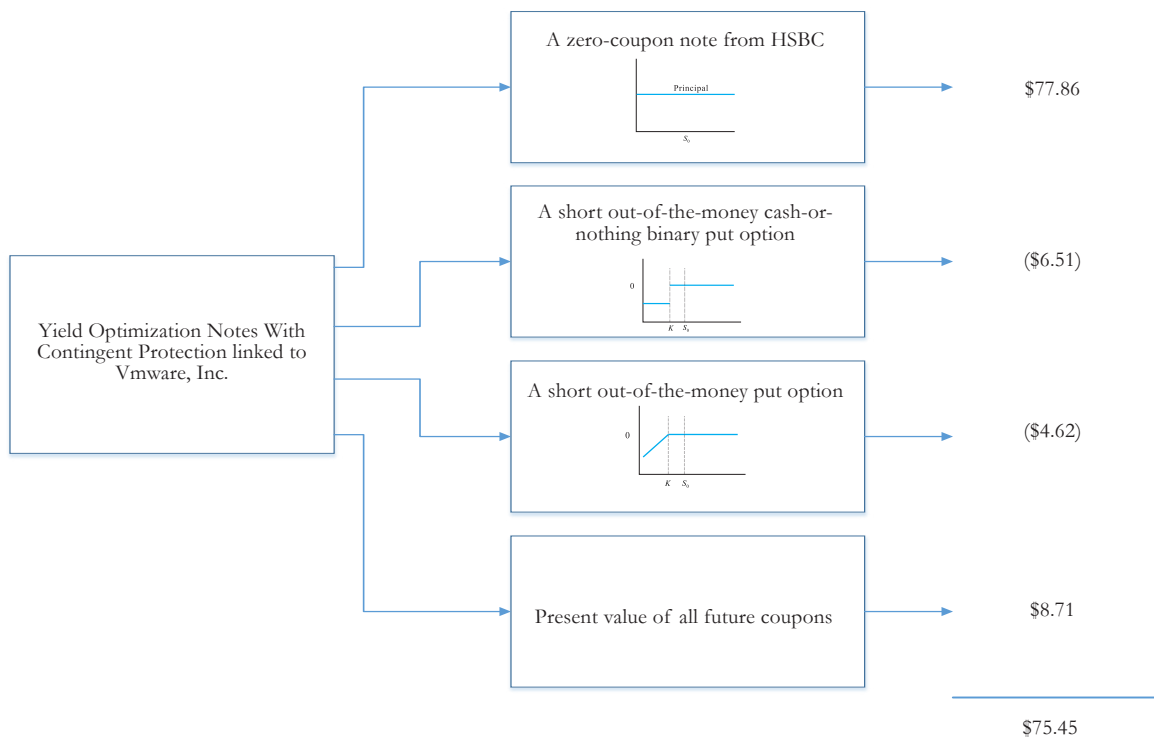 A zero-coupon note from HSBC
Principal
S0
$77.86
A short out-of-the-money cash-or-
nothing binary put option
0
K S0
($6.51)
Yield Optimization Notes With
Contingent Protection linked to
Vmware, Inc.
A short out-of-the-money put option
0
K S0
($4.62)
Present value of all future coupons
$8.71
$75.45